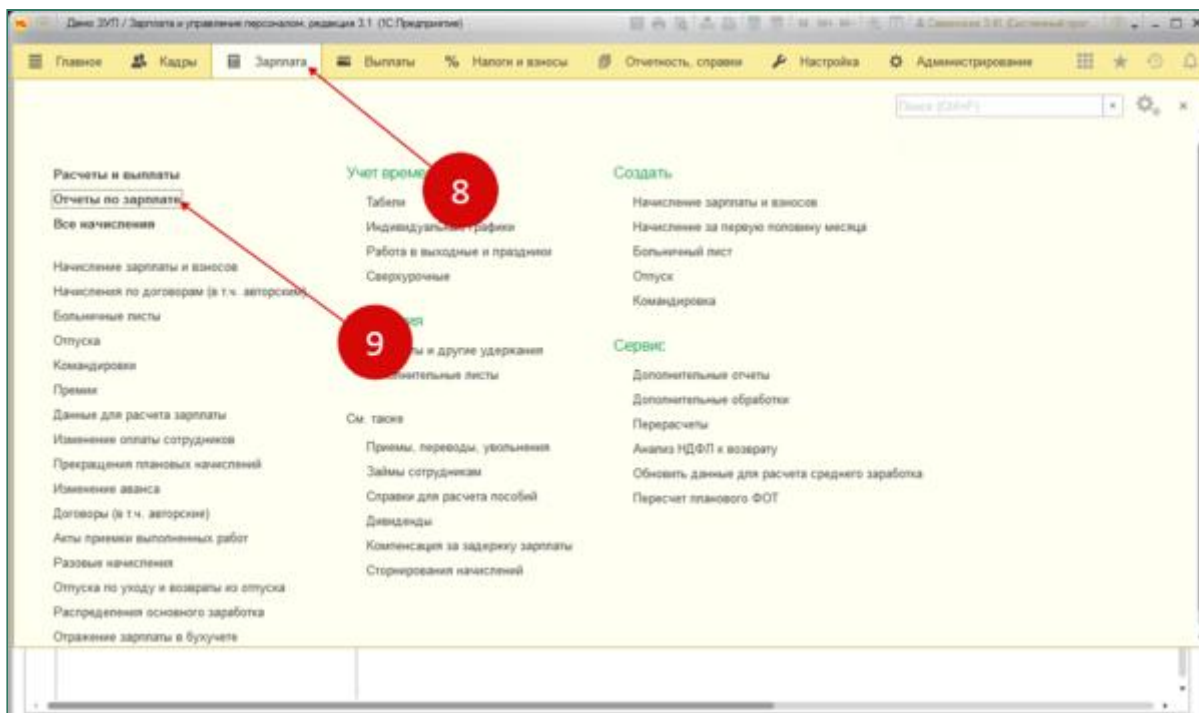 Демо ЗУП / Зарплата и управление персоналом, редакция 3.1 (1С:Предприятие)
Главное Кадры Зарплата Выплаты % Налоги и взносы Отчетность, справки Настройка Администрирование
Поиск (Ctrl+F)
Расчеты и выплаты
Отчеты по зарплате
Все начисления
Начисление зарплаты и взносов
Начисления по договорам (в т.ч. авторским)
Больничные листы
Отпуска
Командировки
Премии
Данные для расчета зарплаты
Изменение оплаты сотрудников
Прекращения плановых начислений
Изменение аванса
Договоры (в т.ч. авторские)
Акты приемки выполненных работ
Разовые начисления
Отпуска по уходу и возвраты из отпуска
Распределения основного заработка
Отражение зарплаты в бухучете
Учет
8
Табели
графики
Работа в выходные и праздники
Сверхурочные
9
и другие удержания
листы
См. также
Приемы, переводы, увольнения
Займы сотрудникам
Справки для расчета пособий
Дивиденды
Компенсация за задержку зарплаты
Сторнирования начислений
Создать
Начисление зарплаты и взносов
Начисление за первую половину месяца
Больничный лист
Отпуск
Командировка
Сервис
Дополнительные отчеты
Дополнительные обработки
Перерасчеты
Анализ НДФЛ к возврату
Обновить данные для расчета среднего заработка
Пересчет планового ФОТ